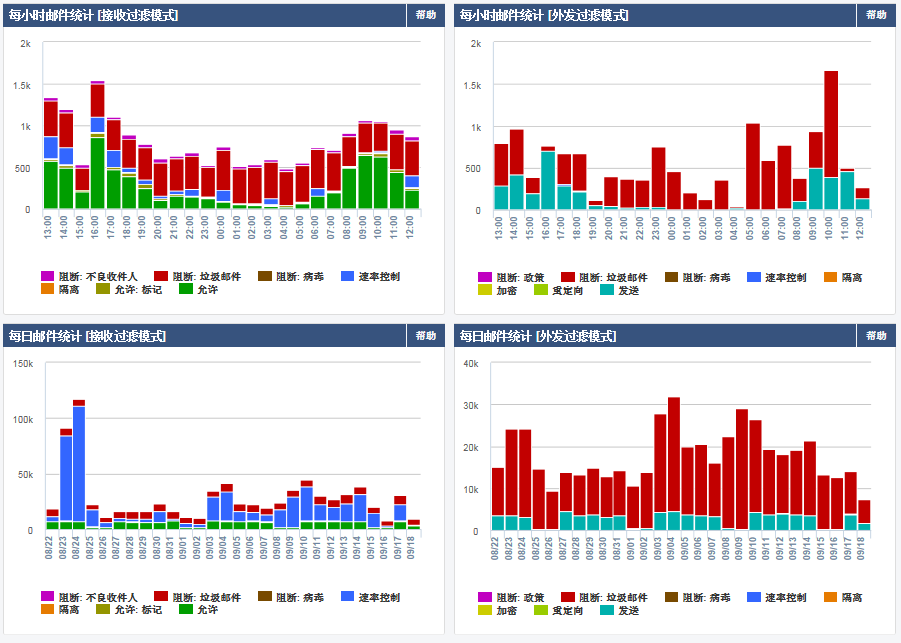 每小时邮件统计 [接收过滤模式] 帮助
2k
1.5k
1k
500
0
13:00 14:00 15:00 16:00 17:00 18:00 19:00 20:00 21:00 22:00 23:00 00:00 01:00 02:00 03:00 04:00 05:00 06:00 07:00 08:00 09:00 10:00 11:00 12:00
阻断: 不良收件人 阻断: 垃圾邮件 阻断: 病毒 速率控制
隔离 允许: 标记 允许
每小时邮件统计 [外发过滤模式] 帮助
2k
1.5k
1k
500
0
13:00 14:00 15:00 16:00 17:00 18:00 19:00 20:00 21:00 22:00 23:00 00:00 01:00 02:00 03:00 04:00 05:00 06:00 07:00 08:00 09:00 10:00 11:00 12:00
阻断: 政策 阻断: 垃圾邮件 阻断: 病毒 速率控制 隔离
加密 重定向 发送
每日邮件统计 [接收过滤模式] 帮助
150k
100k
50k
0
08/22 08/23 08/24 08/25 08/26 08/27 08/28 08/29 08/30 08/31 09/01 09/02 09/03 09/04 09/05 09/06 09/07 09/08 09/09 09/10 09/11 09/12 09/13 09/14 09/15 09/16 09/17 09/18
阻断: 不良收件人 阻断: 垃圾邮件 阻断: 病毒 速率控制
隔离 允许: 标记 允许
每日邮件统计 [外发过滤模式] 帮助
40k
30k
20k
10k
0
08/22 08/23 08/24 08/25 08/26 08/27 08/28 08/29 08/30 08/31 09/01 09/02 09/03 09/04 09/05 09/06 09/07 09/08 09/09 09/10 09/11 09/12 09/13 09/14 09/15 09/16 09/17 09/18
阻断: 政策 阻断: 垃圾邮件 阻断: 病毒 速率控制 隔离
加密 重定向 发送